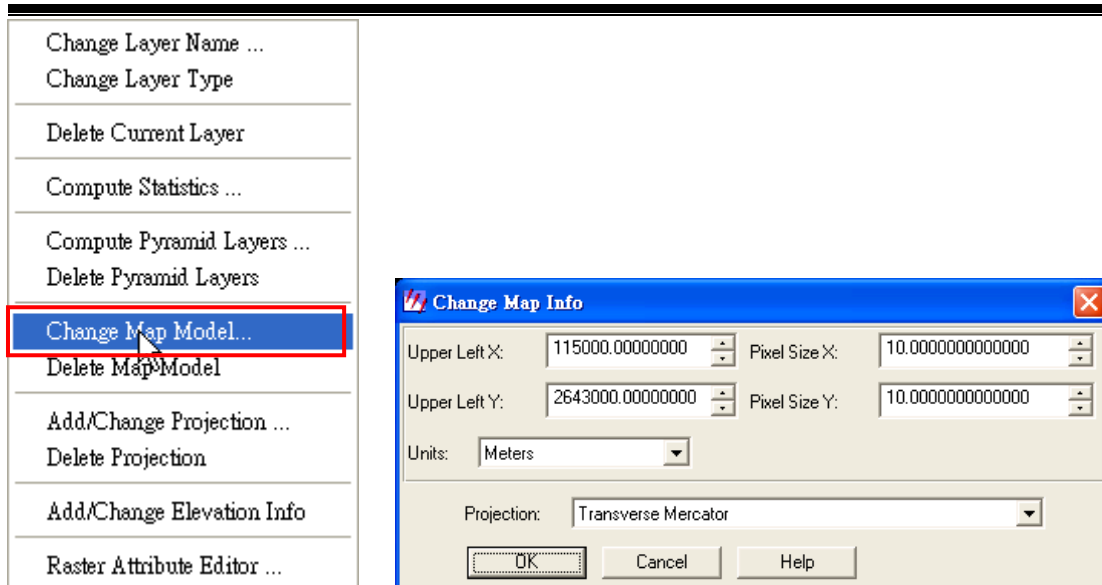 Change Layer Name ...
Change Layer Type
Delete Current Layer
Compute Statistics ...
Compute Pyramid Layers ...
Delete Pyramid Layers
Change Map Model...
Delete Map Model
Add/Change Projection ...
Delete Projection
Add/Change Elevation Info
Raster Attribute Editor ...
Change Map Info
Upper Left X: 115000.00000000 Pixel Size X: 10.0000000000000
Upper Left Y: 2643000.00000000 Pixel Size Y: 10.0000000000000
Units: Meters
Projection: Transverse Mercator
OK Cancel Help